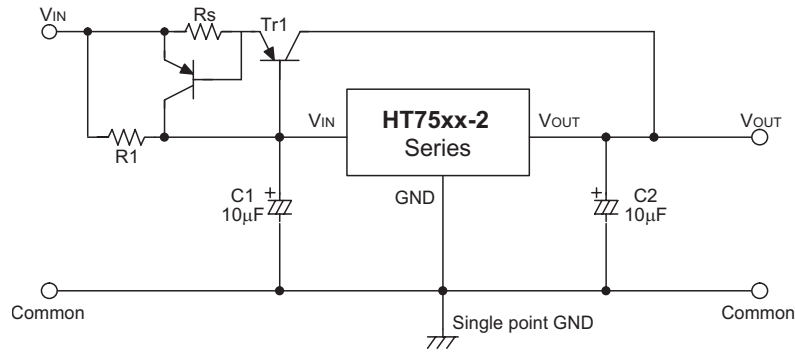 VIN
Rs
Tr1
R1
VIN
HT75xx-2
Series
VOUT
VOUT
GND
C1
10μF
C2
10μF
Common
Common
Single point GND